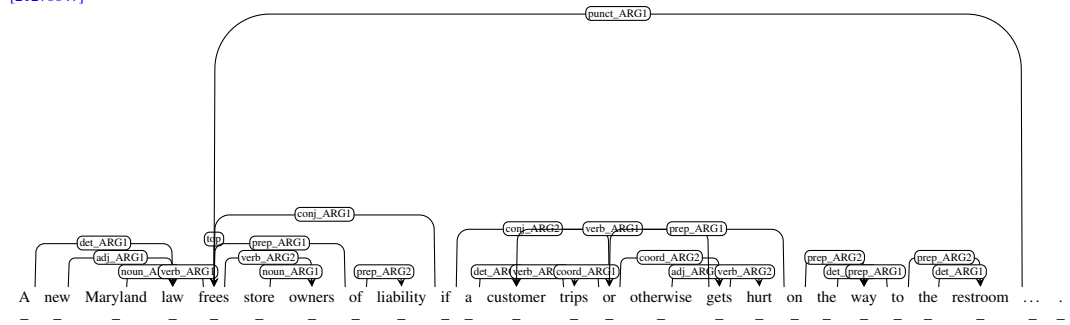 punct_ARG1
conj_ARG1
conj_ARG2 verb_ARG1 prep_ARG1
top
det_ARG1 prep_ARG1
adj_ARG1 verb_ARG2 coord_ARG2 prep_ARG2 prep_ARG2
verb_ARG1 noun_ARG1 prep_ARG2 coord_ARG1 verb_ARG2 prep_ARG1 det_ARG1
A new Maryland law frees store owners of liability if a customer trips or otherwise gets hurt on the way to the restroom ... .